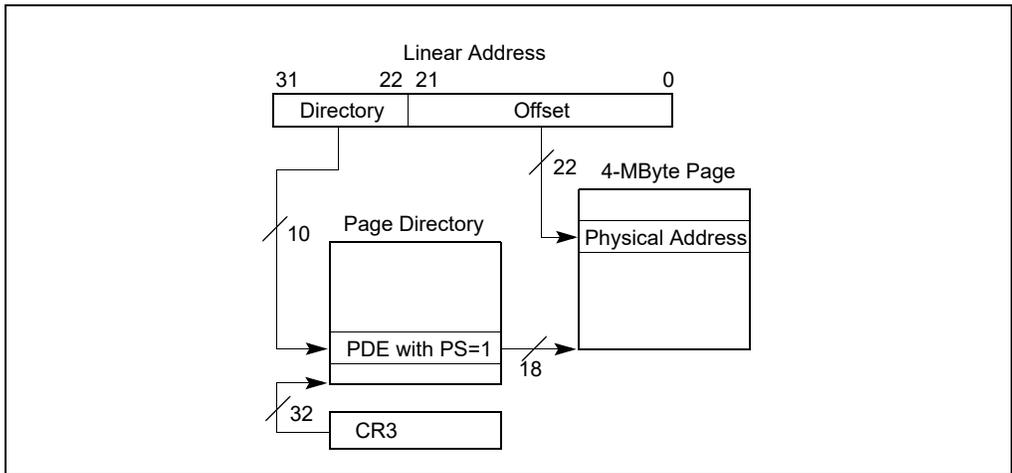 Linear Address
31 22 21 0
Directory Offset
22
4-MByte Page
Physical Address
10
Page Directory
PDE with PS=1
18
32
CR3